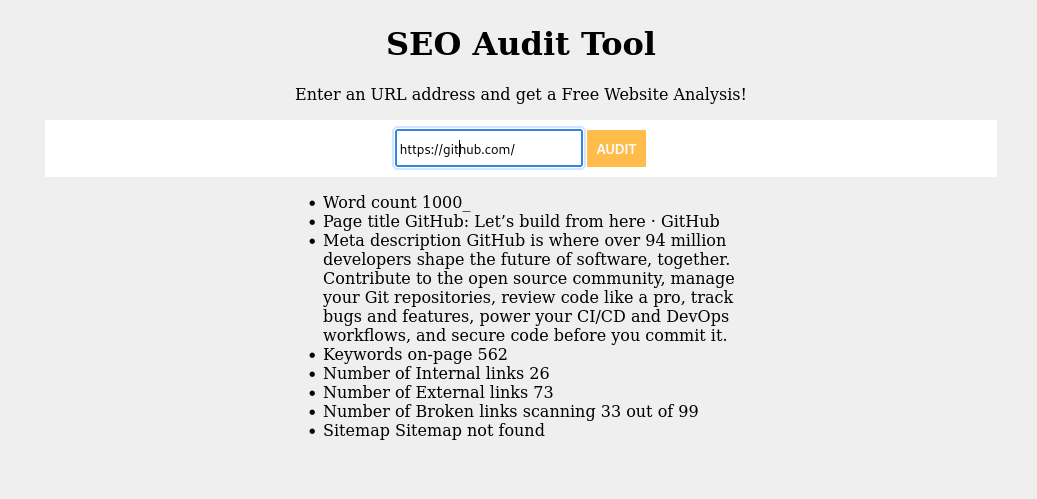 SEO Audit Tool
Enter an URL address and get a Free Website Analysis!
https://github.com/ AUDIT
• Word count 1000_
• Page title GitHub: Let’s build from here · GitHub
• Meta description GitHub is where over 94 million
developers shape the future of software, together.
Contribute to the open source community, manage
your Git repositories, review code like a pro, track
bugs and features, power your CI/CD and DevOps
workflows, and secure code before you commit it.
• Keywords on-page 562
• Number of Internal links 26
• Number of External links 73
• Number of Broken links scanning 33 out of 99
• Sitemap Sitemap not found